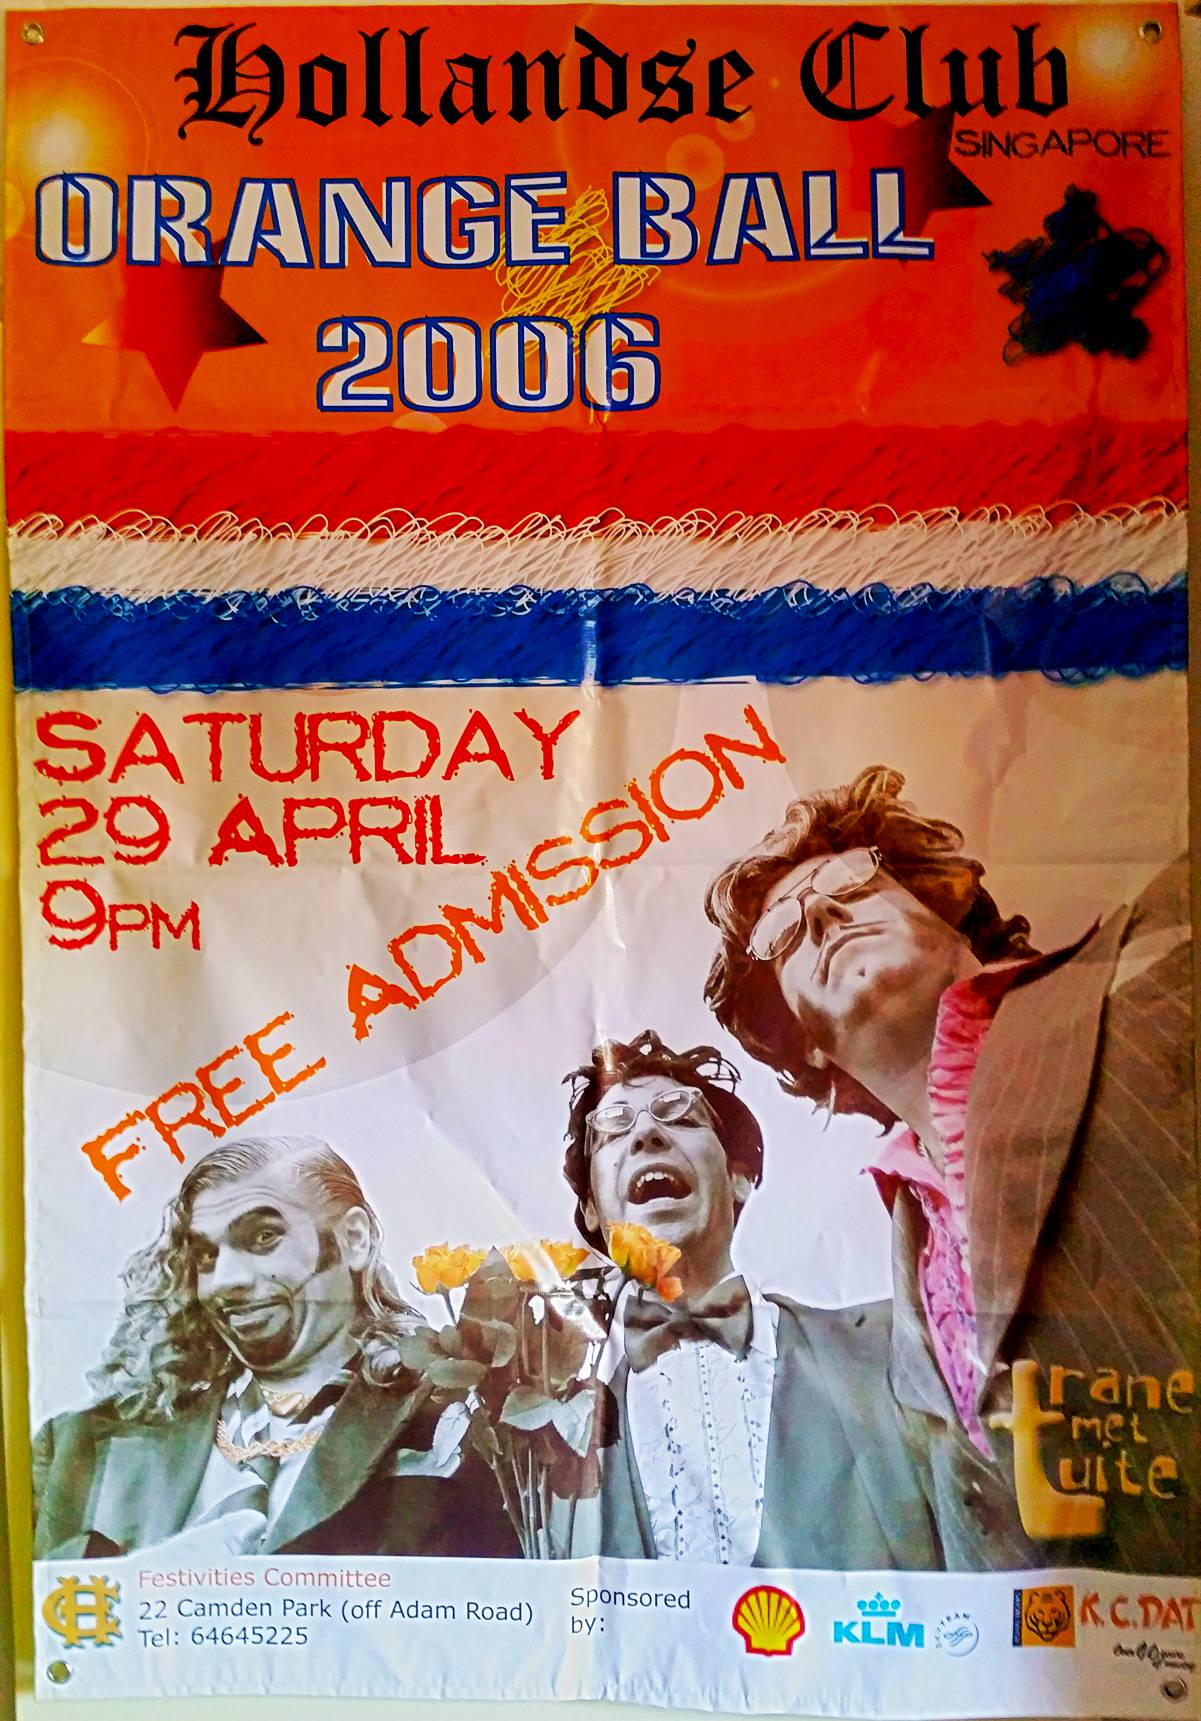 Hollandse Club
SINGAPORE
ORANGE BALL
2006
SATURDAY
29 APRIL
9PM
FREE ADMISSION
trane
met
tuite
Festivities Committee
22 Camden Park (off Adam Road)
Tel: 64645225
Sponsored
by:
KLM
SKYTEAM
K.C.DAT